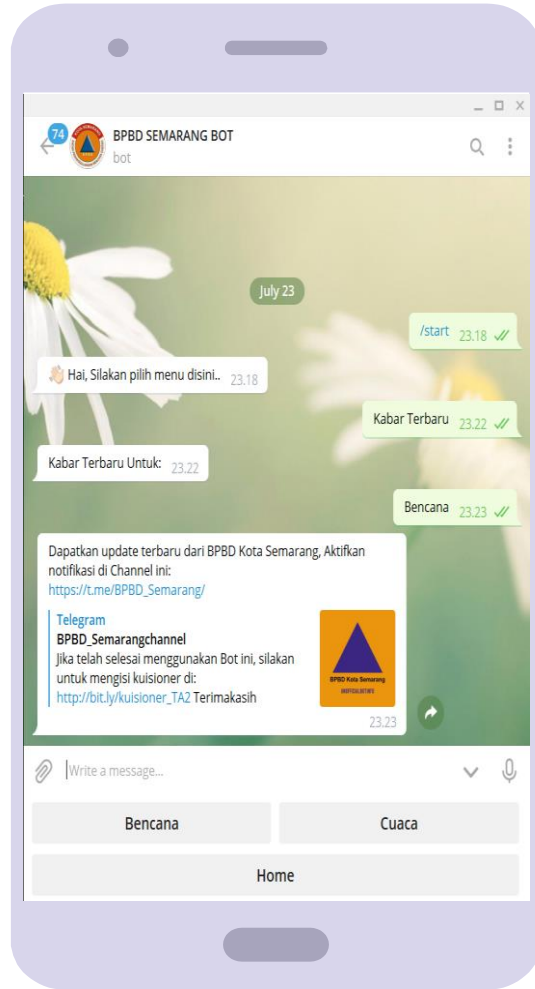 74
BPBD SEMARANG BOT
bot
July 23
/start 23.18
Hai, Silakan pilih menu disini.. 23.18
Kabar Terbaru 23.22
Kabar Terbaru Untuk: 23.22
Bencana 23.23
Dapatkan update terbaru dari BPBD Kota Semarang, Aktifkan
notifikasi di Channel ini:
https://t.me/BPBD_Semarang/
Telegram
BPBD_Semarangchannel
Jika telah selesai menggunakan Bot ini, silakan
untuk mengisi kuisioner di:
http://bit.ly/kuisioner_TA2 Terimakasih
BPBD Kota Semarang
23.23
Write a message...
Bencana
Cuaca
Home